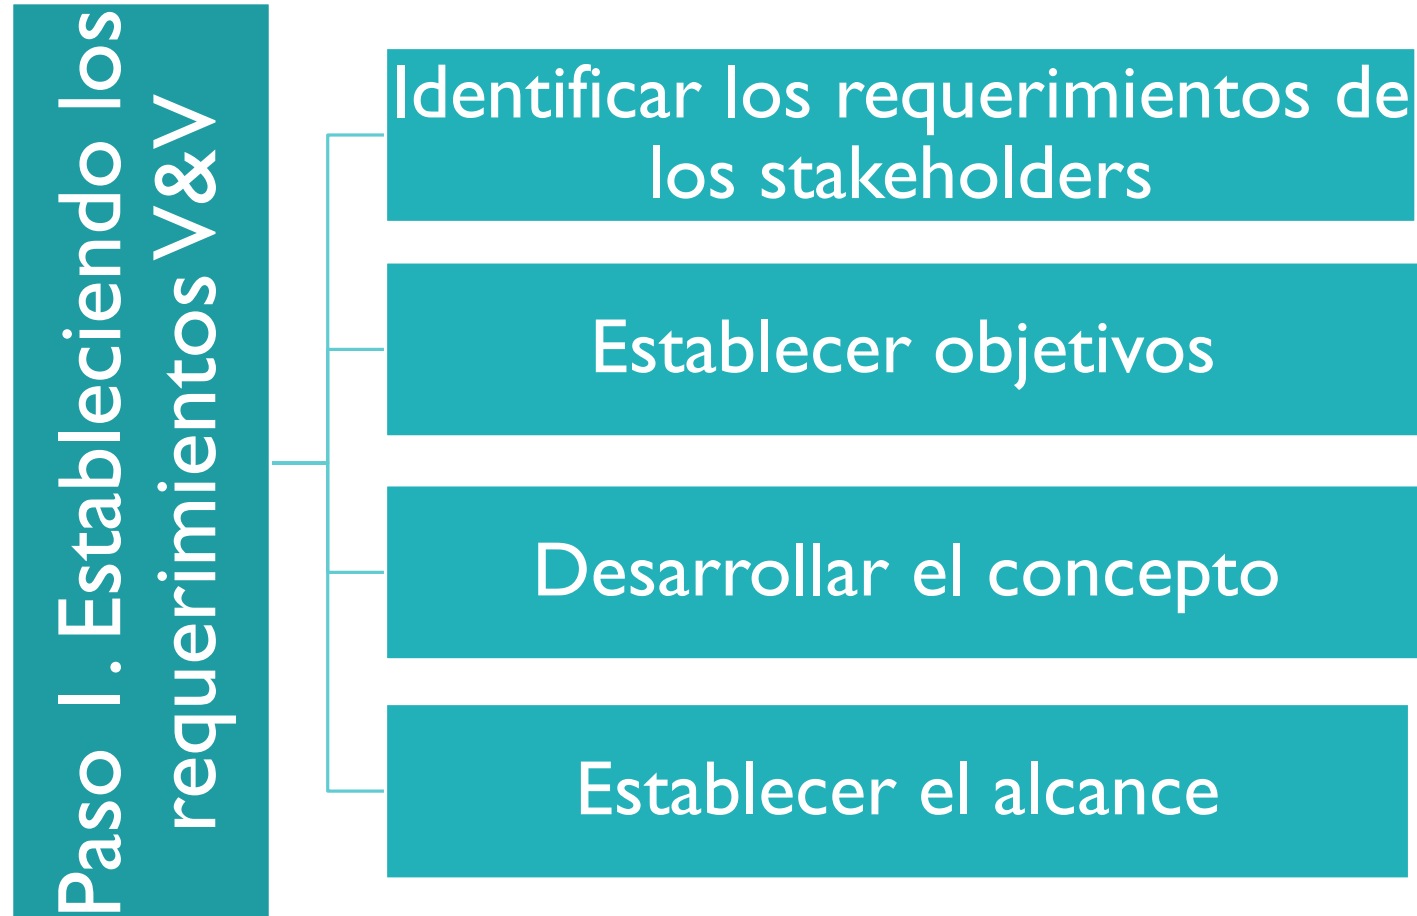 Paso 1. Estableciendo los
requerimientos V&V
Identificar los requerimientos de
los stakeholders
Establecer objetivos
Desarrollar el concepto
Establecer el alcance